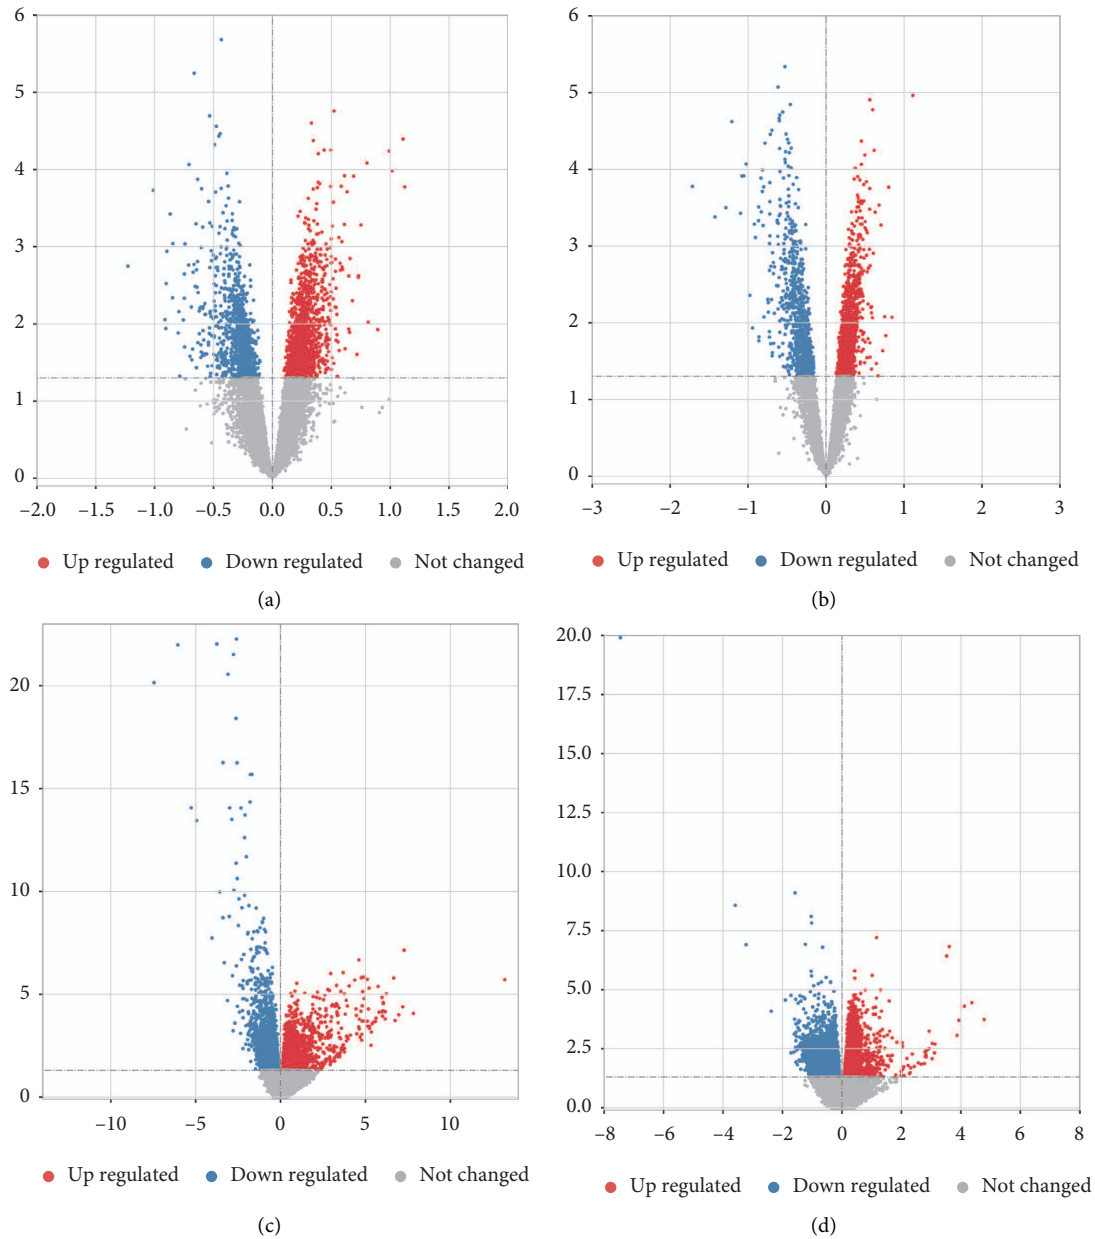 6
5
4
3
2
1
0
–2.0 –1.5 –1.0 –0.5 0.0 0.5 1.0 1.5 2.0
Up regulated Down regulated Not changed
(a)
6
5
4
3
2
1
0
–3 –2 –1 0 1 2 3
Up regulated Down regulated Not changed
(b)
20
15
10
5
0
–10 –5 0 5 10
Up regulated Down regulated Not changed
(c)
20.0
17.5
15.0
12.5
10.0
7.5
5.0
2.5
0.0
–8 –6 –4 –2 0 2 4 6 8
Up regulated Down regulated Not changed
(d)